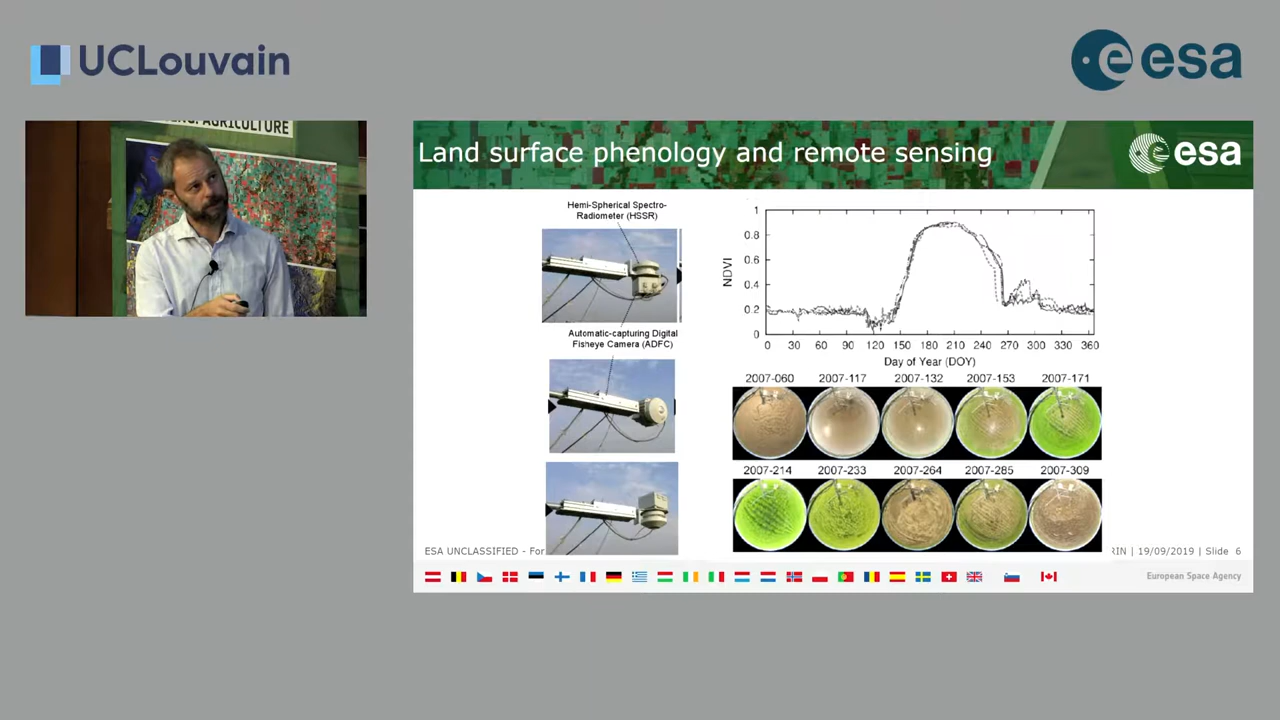 UCLouvain
esa
AGRICULTURE
Land surface phenology and remote sensing
esa
Hemi-Spherical Spectro-
Radiometer (HSSR)
Automatic-capturing Digital
Fisheye Camera (ADFC)
1
0.8
0.6
0.4
0.2
0
NDVI
0 30 60 90 120 150 180 210 240 270 300 330 360
Day of Year (DOY)
2007-060 2007-117 2007-132 2007-153 2007-171
2007-214 2007-233 2007-264 2007-285 2007-309
ESA UNCLASSIFIED - For
| 19/09/2019 | Slide 6
European Space Agency